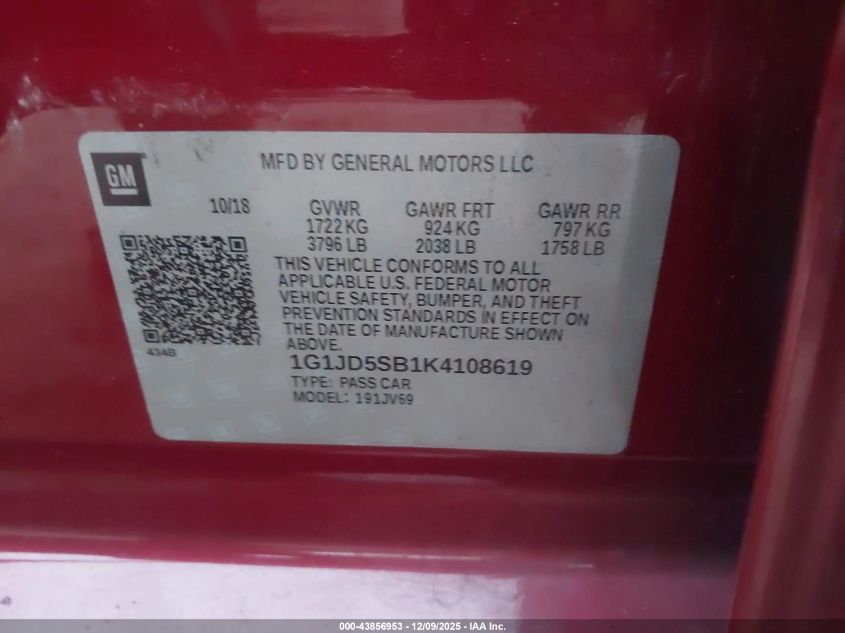 GM
MFD BY GENERAL MOTORS LLC
10/18 GVWR GAWR FRT GAWR RR
1722 KG 924 KG 797 KG
3796 LB 2038 LB 1758 LB
THIS VEHICLE CONFORMS TO ALL
APPLICABLE U.S. FEDERAL MOTOR
VEHICLE SAFETY, BUMPER, AND THEFT
PREVENTION STANDARDS IN EFFECT ON
THE DATE OF MANUFACTURE SHOWN
ABOVE.
434B
1G1JD5SB1K4108619
TYPE: PASS CAR
MODEL: 191JV69
000-43856953 - 12/09/2025 - IAA Inc.